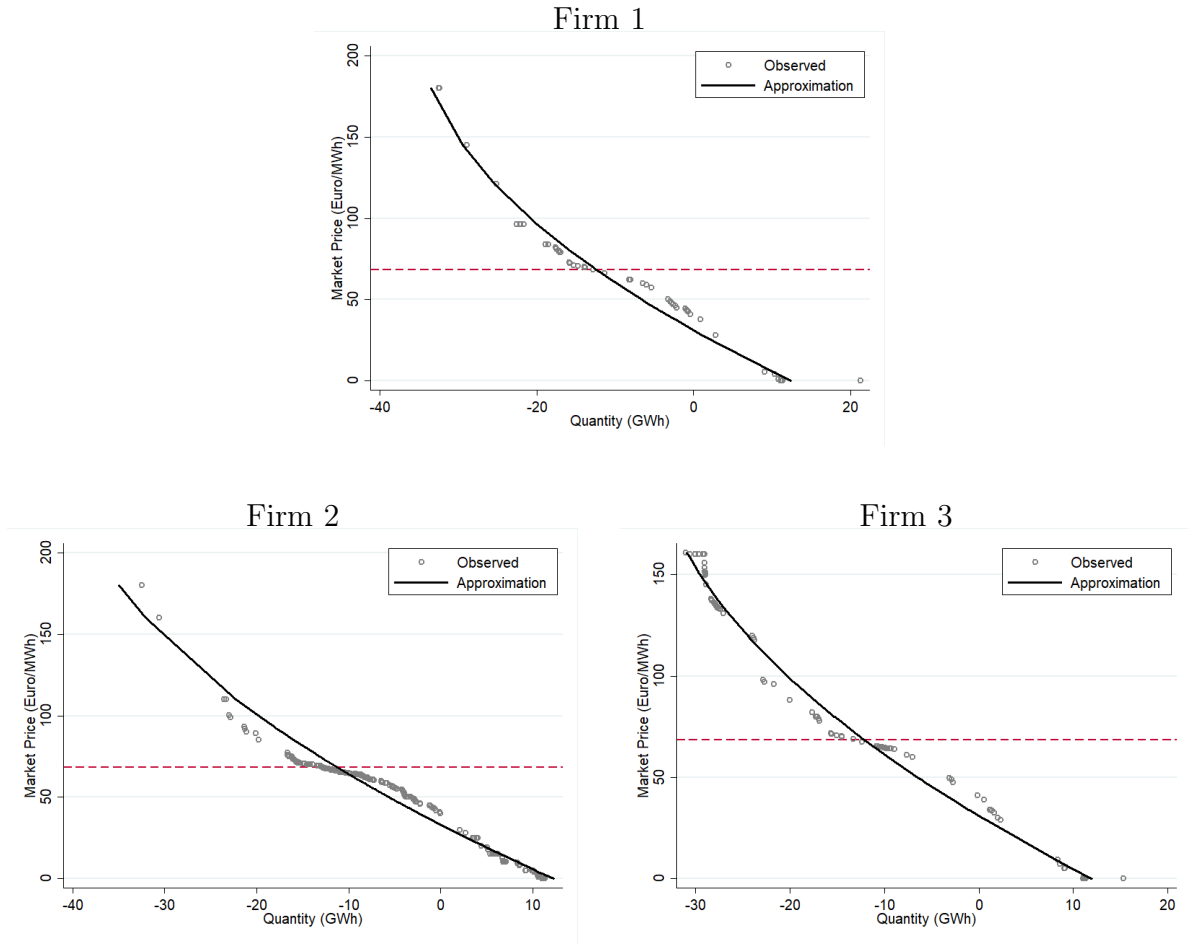 Firm 1
Observed
Approximation
Market Price (Euro/MWh)
200
150
100
50
0
-40 -20 0 20
Quantity (GWh)
Firm 2
Observed
Approximation
Market Price (Euro/MWh)
200
150
100
50
0
-40 -30 -20 -10 0 10
Quantity (GWh)
Firm 3
Observed
Approximation
Market Price (Euro/MWh)
150
100
50
0
-30 -20 -10 0 10 20
Quantity (GWh)